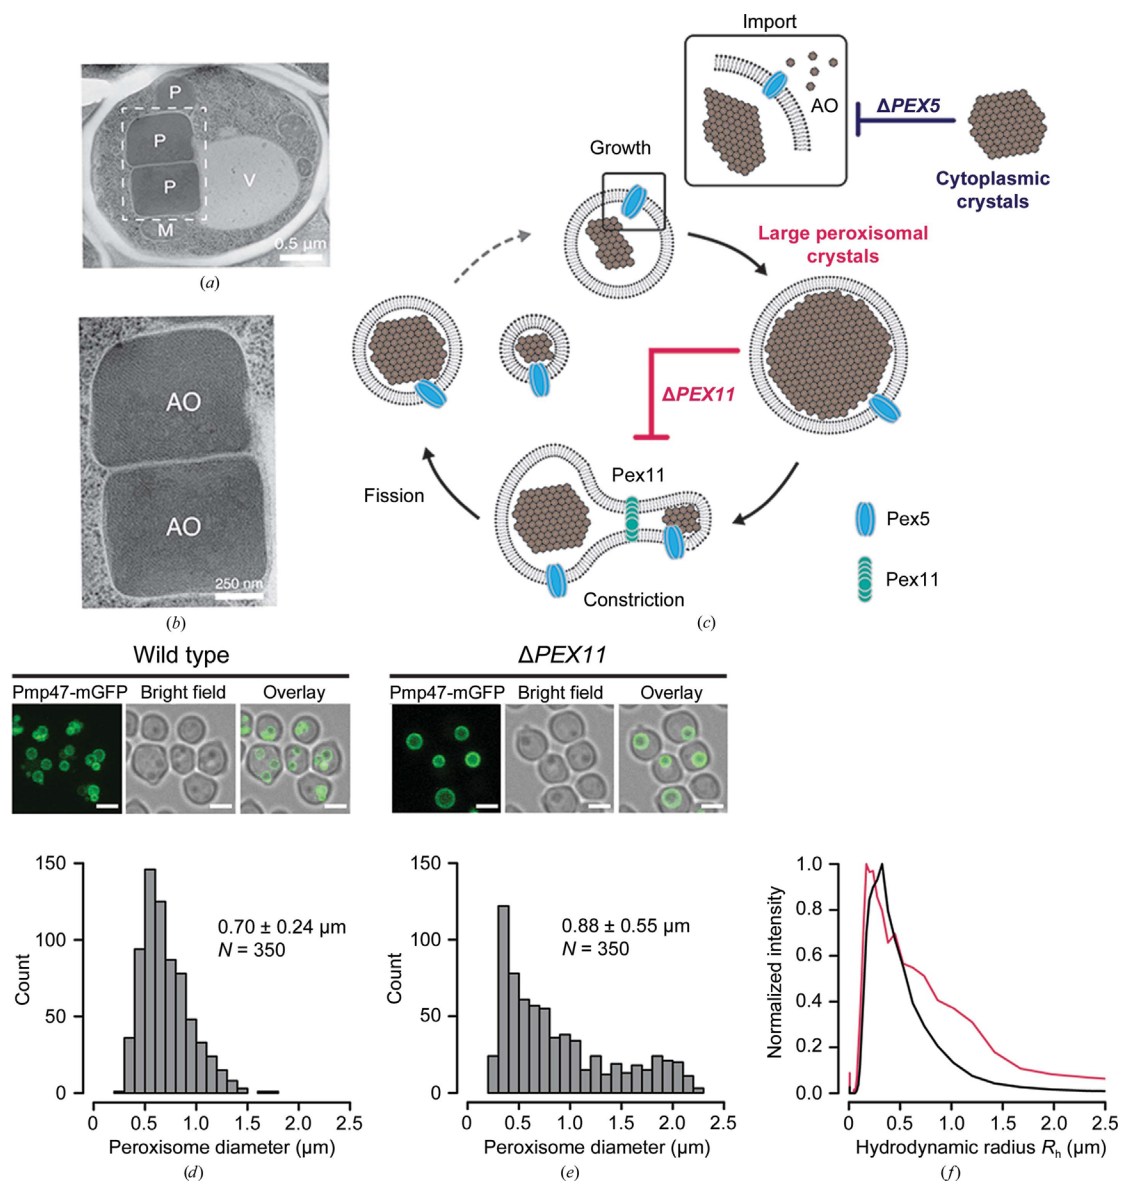 P
P
P
V
M
0.5 µm
(a)
AO
AO
250 nm
(b)
Import
AO
ΔPEX5
Cytoplasmic
crystals
Growth
Large peroxisomal
crystals
ΔPEX11
Pex11
Fission
Constriction
Pex5
Pex11
(c)
Wild type
Pmp47-mGFP Bright field Overlay
ΔPEX11
Pmp47-mGFP Bright field Overlay
150
100
50
0
Count
0.70 ± 0.24 µm
N = 350
0 0.5 1.0 1.5 2.0 2.5
Peroxisome diameter (µm)
(d)
150
100
50
0
Count
0.88 ± 0.55 µm
N = 350
0 0.5 1.0 1.5 2.0 2.5
Peroxisome diameter (µm)
(e)
1.0
0.8
0.6
0.4
0.2
0.0
Normalized intensity
0 0.5 1.0 1.5 2.0 2.5
Hydrodynamic radius Rh (µm)
(f)